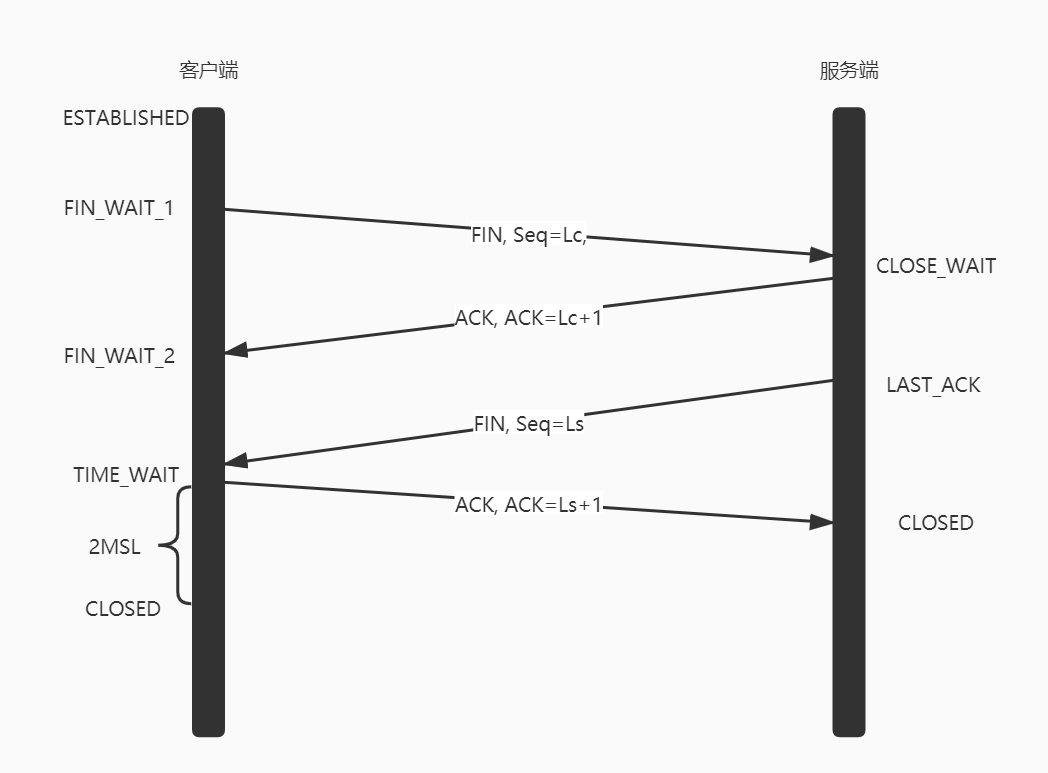 客户端
服务端
ESTABLISHED
FIN_WAIT_1
FIN, Seq=Lc,
CLOSE_WAIT
ACK, ACK=Lc+1
FIN_WAIT_2
LAST_ACK
FIN, Seq=Ls
TIME_WAIT
ACK, ACK=Ls+1
CLOSED
2MSL
CLOSED